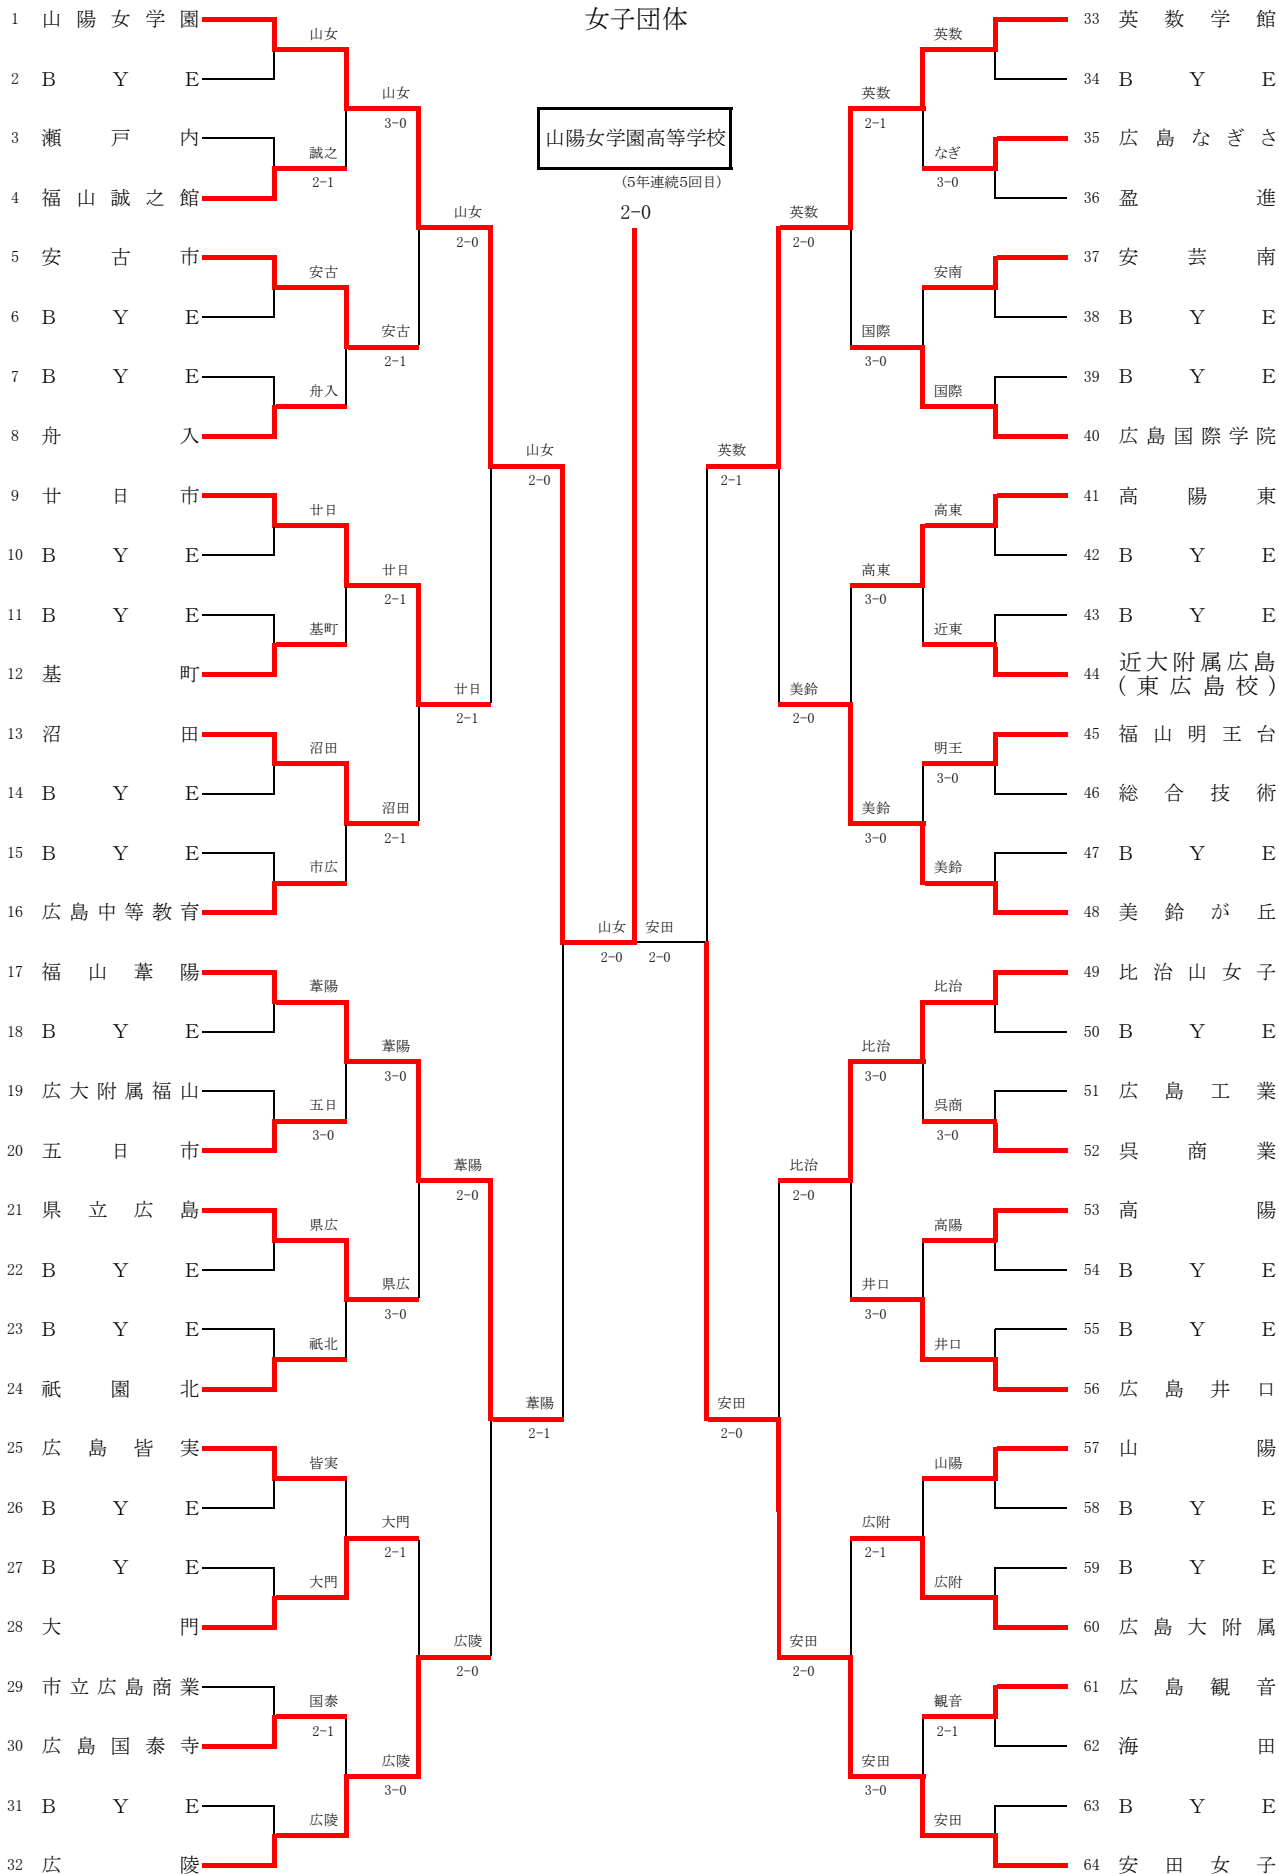 女子団体
山陽女学園高等学校
(5年連続5回目)
2-0
1 山陽女学園
2 BYE
3 瀬戸内
4 福山誠之館
5 安古市
6 BYE
7 BYE
8 舟入
9 廿日市
10 BYE
11 BYE
12 基町
13 沼田
14 BYE
15 BYE
16 広島中等教育
17 福山葦陽
18 BYE
19 広大附属福山
20 五日市
21 県立広島
22 BYE
23 BYE
24 祇園北
25 広島皆実
26 BYE
27 BYE
28 大門
29 市立広島商業
30 広島国泰寺
31 BYE
32 広陵
山女
誠之
2-1
安古
舟入
廿日
基町
沼田
市広
葦陽
五日
3-0
県広
祇北
皆実
大門
国泰
2-1
広陵
山女
3-0
安古
2-1
廿日
2-1
沼田
2-1
葦陽
3-0
県広
3-0
大門
2-1
広陵
3-0
山女
2-0
廿日
2-1
葦陽
2-0
広陵
2-0
山女
2-0
葦陽
2-1
山女
2-0
安田
2-0
英数
2-1
安田
2-0
英数
2-0
美鈴
2-0
比治
2-0
安田
2-0
英数
2-1
国際
3-0
高東
3-0
美鈴
3-0
比治
3-0
井口
3-0
広附
2-1
安田
3-0
英数
なぎ
3-0
安南
国際
高東
近東
明王
3-0
美鈴
比治
呉商
3-0
高陽
井口
山陽
広附
観音
2-1
安田
33 英数学館
34 BYE
35 広島なぎさ
36 盈進
37 安芸南
38 BYE
39 BYE
40 広島国際学院
41 高陽東
42 BYE
43 BYE
44 近大附属広島
(東広島校)
45 福山明王台
46 総合技術
47 BYE
48 美鈴が丘
49 比治山女子
50 BYE
51 広島工業
52 呉商業
53 高陽
54 BYE
55 BYE
56 広島井口
57 山陽
58 BYE
59 BYE
60 広島大附属
61 広島観音
62 海田
63 BYE
64 安田女子